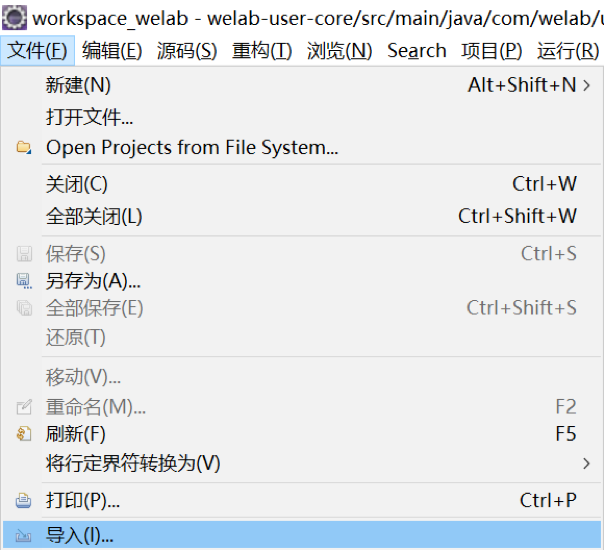 workspace_welab - welab-user-core/src/main/java/com/welab/u
文件(F) 编辑(E) 源码(S) 重构(T) 浏览(N) Search 项目(P) 运行(R)
新建(N) Alt+Shift+N >
打开文件...
Open Projects from File System...
关闭(C) Ctrl+W
全部关闭(L) Ctrl+Shift+W
保存(S) Ctrl+S
另存为(A)...
全部保存(E) Ctrl+Shift+S
还原(T)
移动(V)...
重命名(M)... F2
刷新(F) F5
将行定界符转换为(V) >
打印(P)... Ctrl+P
导入(I)...